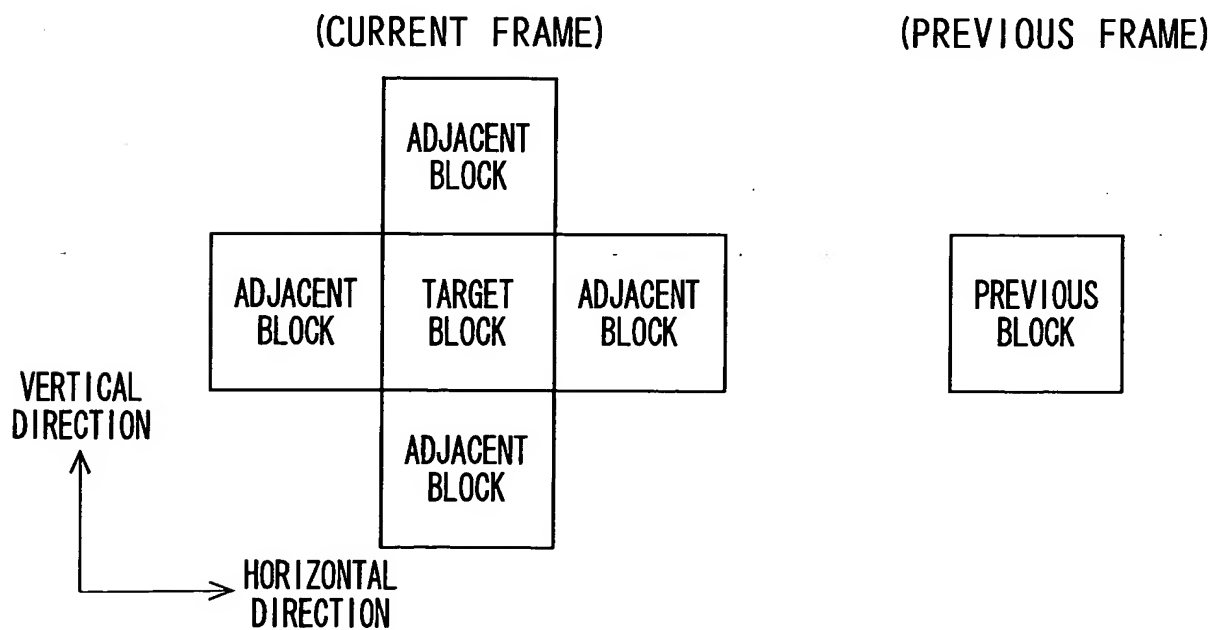 (CURRENT FRAME)
(PREVIOUS FRAME)
ADJACENT
BLOCK
ADJACENT
BLOCK
TARGET
BLOCK
ADJACENT
BLOCK
PREVIOUS
BLOCK
VERTICAL
DIRECTION
ADJACENT
BLOCK
HORIZONTAL
DIRECTION